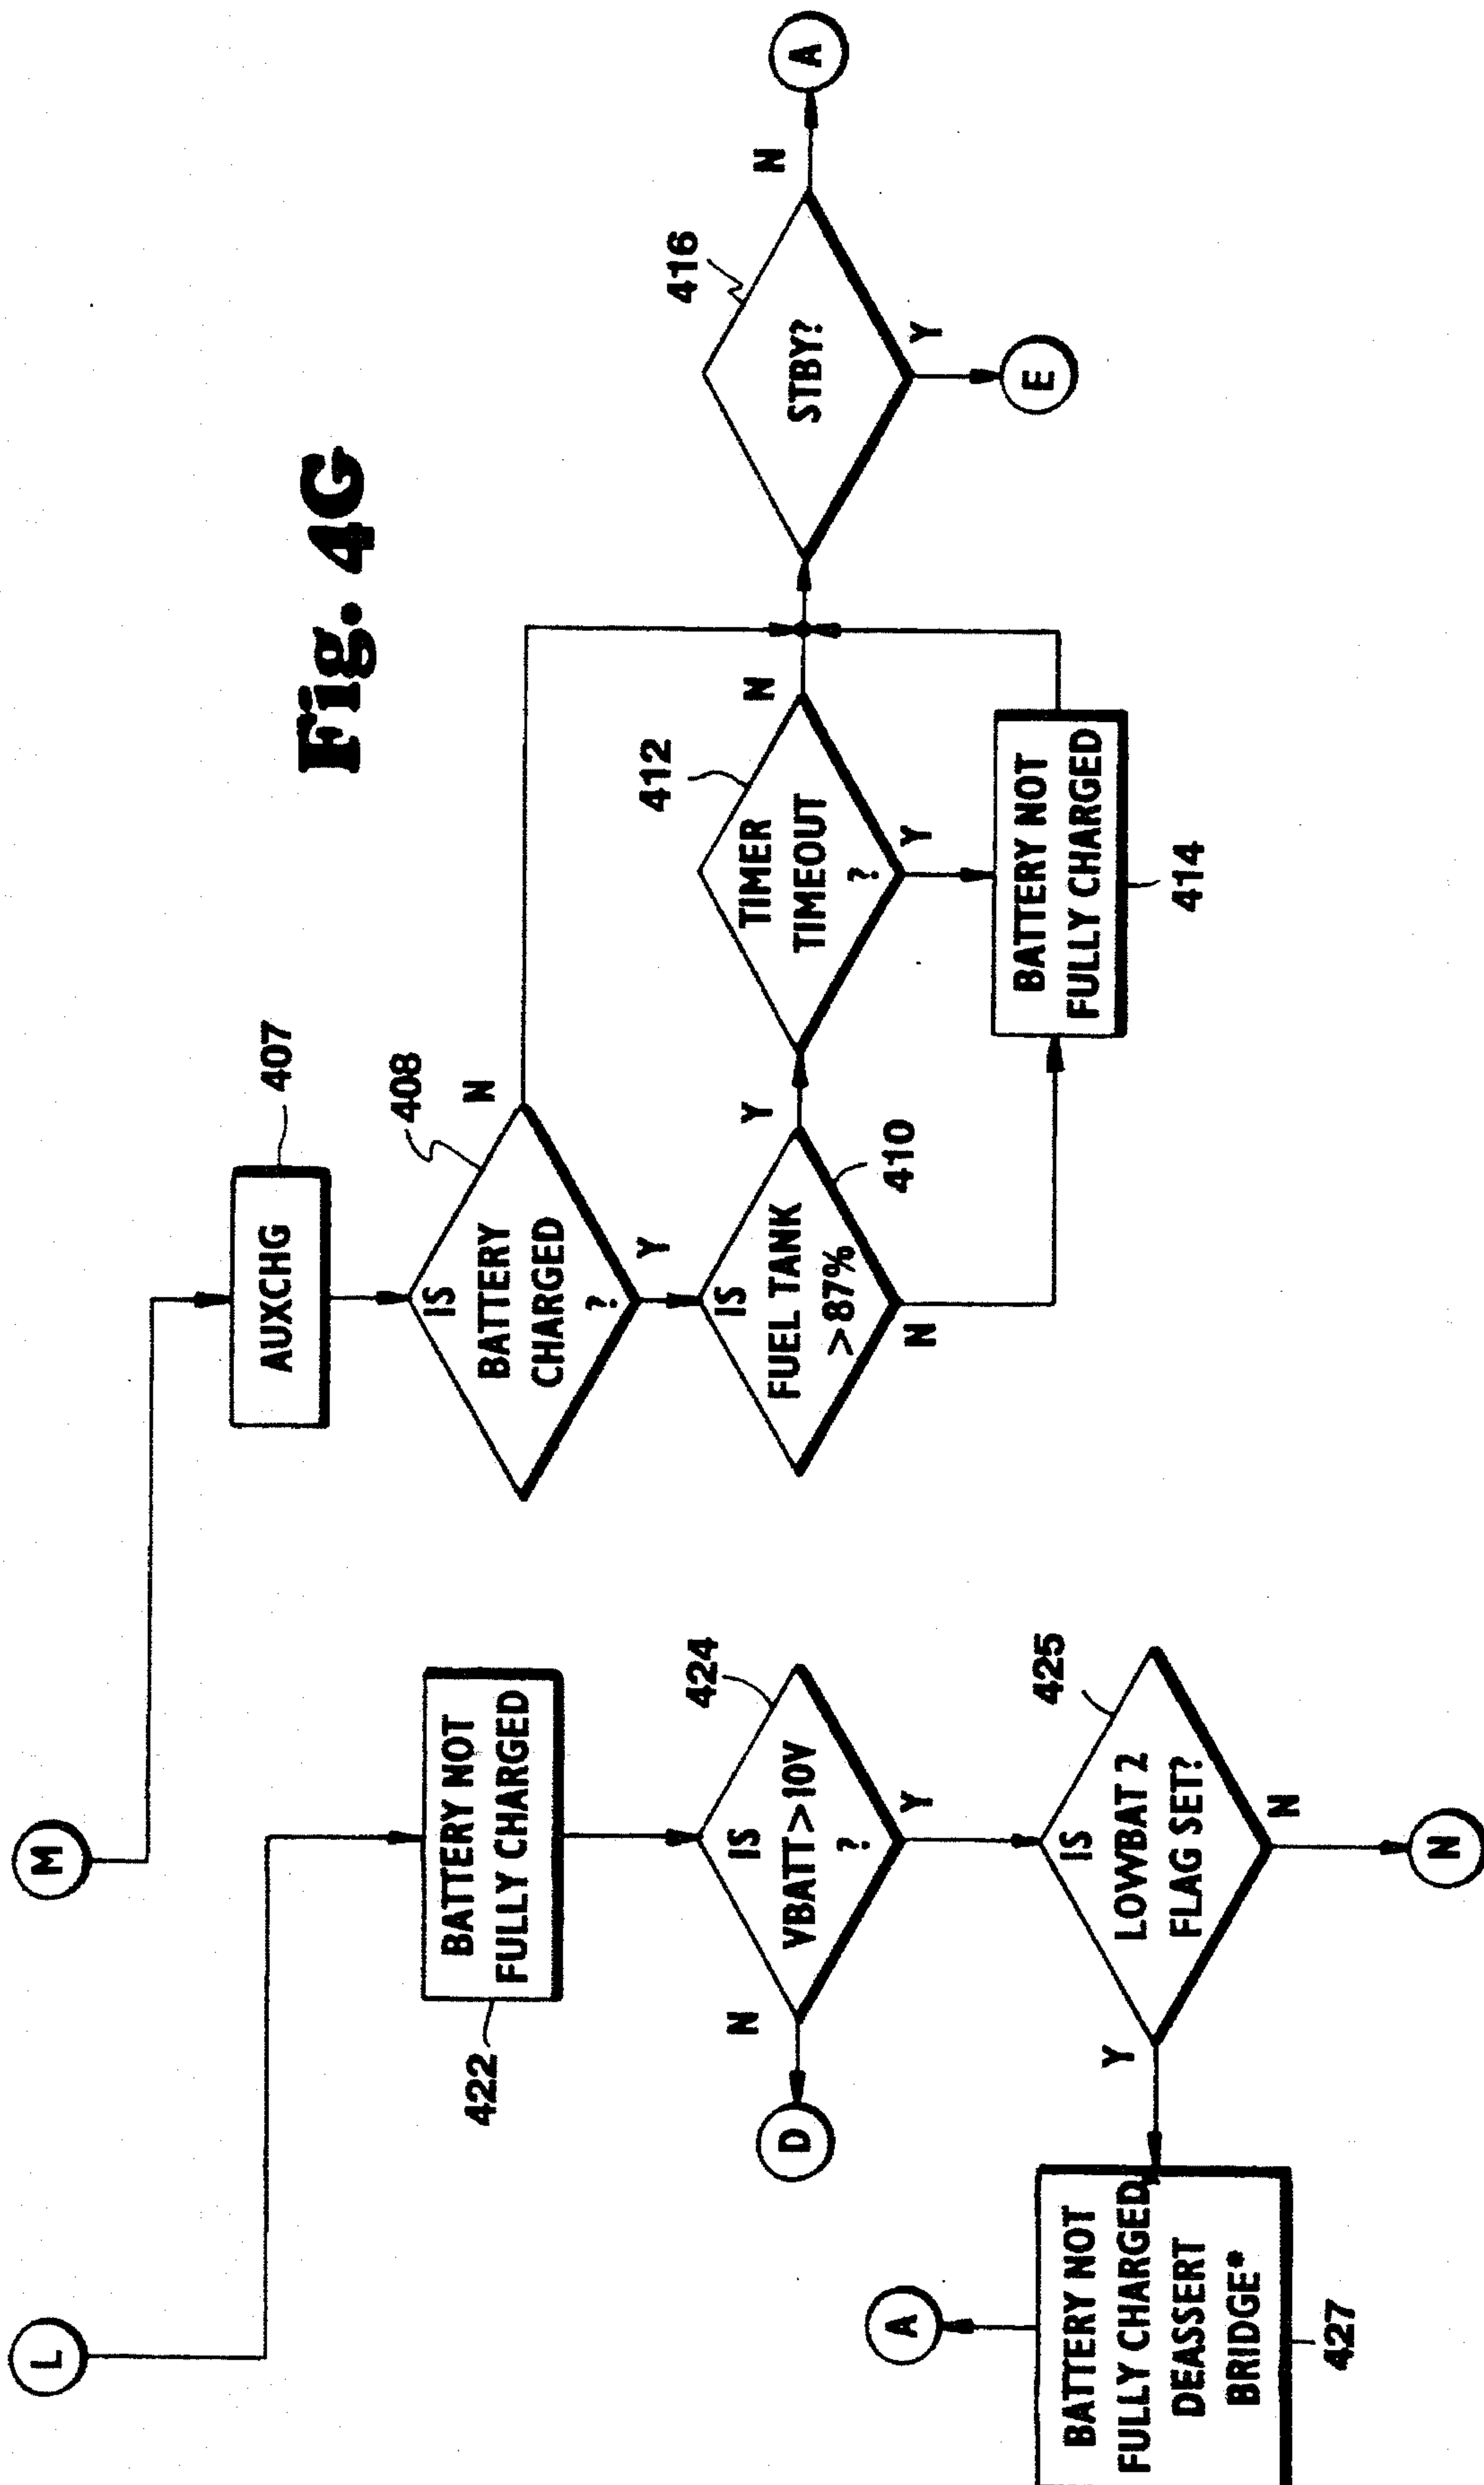 L
M
BATTERY NOT
FULLY CHARGED
422
IS
VBATT > 10V
?
424
N
D
Y
IS
LOWBAT 2
FLAG SET?
425
Y
N
N
BATTERY NOT
FULLY CHARGED,
DEASSERT
BRIDGE*
427
A
AUXCHG
407
IS
BATTERY
CHARGED
?
408
N
Y
IS
FUEL TANK
> 87%
410
Y
N
TIMER
TIMEOUT
?
412
N
Y
BATTERY NOT
FULLY CHARGED
414
STBY?
416
N
A
Y
E
Fig. 4G